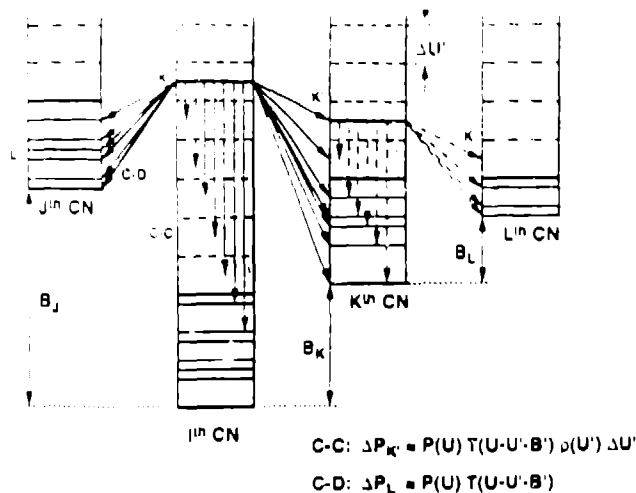 ΔU'
K
K
K
L
C-D
J th CN
C-C
L th CN
B_L
B_J
K th CN
B_K
I th CN
C-C: ΔP_K' ≈ P(U) T(U-U'-B') ρ(U') ΔU'
C-D: ΔP_L ≈ P(U) T(U-U'-B')